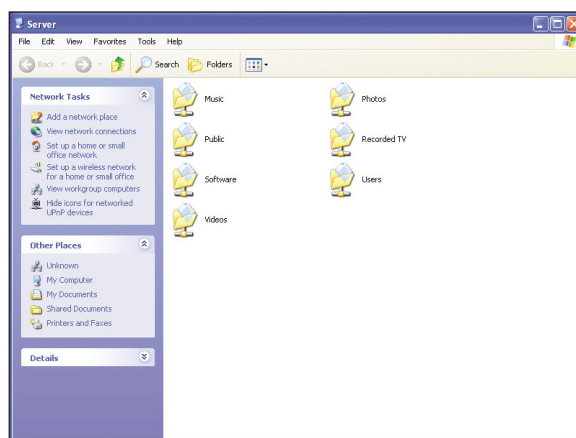 Server
File Edit View Favorites Tools Help
Back Search Folders
Network Tasks
Add a network place
View network connections
Set up a home or small
office network
Set up a wireless network
for a home or small office
View workgroup computers
Hide icons for networked
UPnP devices
Other Places
Unknown
My Computer
My Documents
Shared Documents
Printers and Faxes
Details
Music Photos
Public Recorded TV
Software Users
Videos